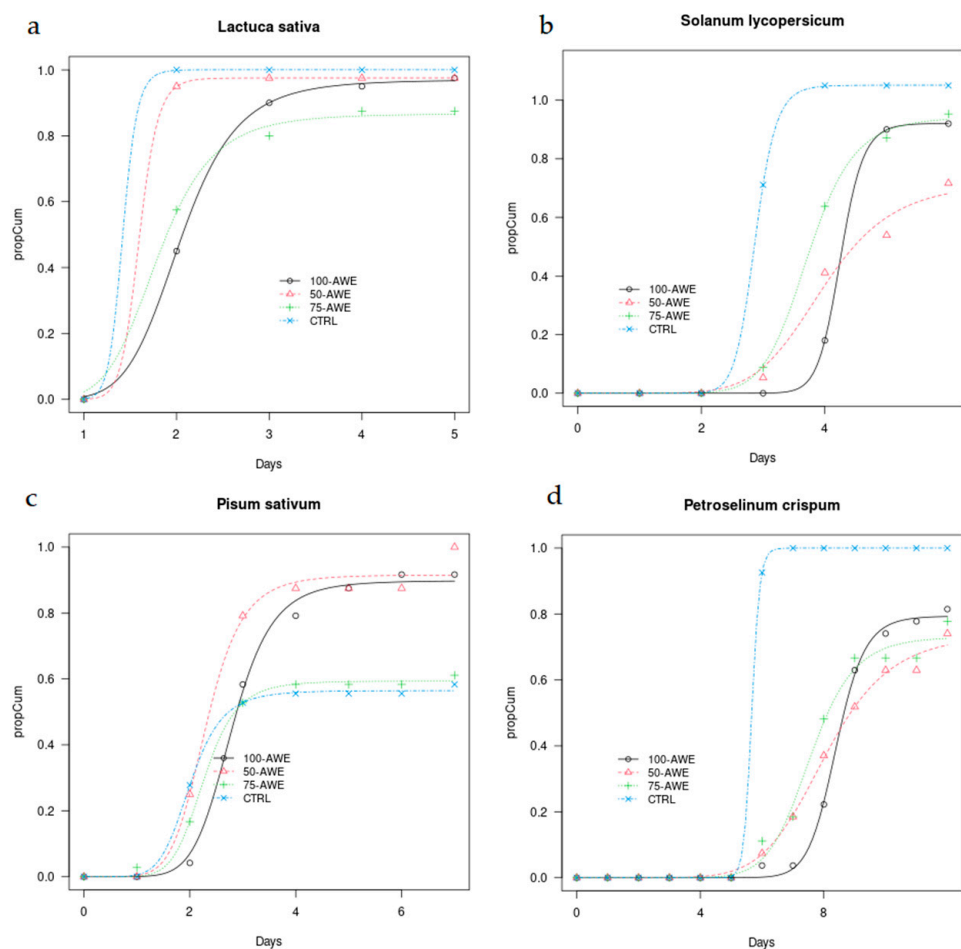 a
Lactuca sativa
propCum
1.0
0.8
0.6
0.4
0.2
0.0
100-AWE
50-AWE
75-AWE
CTRL
1 2 3 4 5
Days
b
Solanum lycopersicum
propCum
1.0
0.8
0.6
0.4
0.2
0.0
100-AWE
50-AWE
75-AWE
CTRL
0 2 4
Days
c
Pisum sativum
propCum
1.0
0.8
0.6
0.4
0.2
0.0
100-AWE
50-AWE
75-AWE
CTRL
0 2 4 6
Days
d
Petroselinum crispum
propCum
1.0
0.8
0.6
0.4
0.2
0.0
100-AWE
50-AWE
75-AWE
CTRL
0 4 8
Days